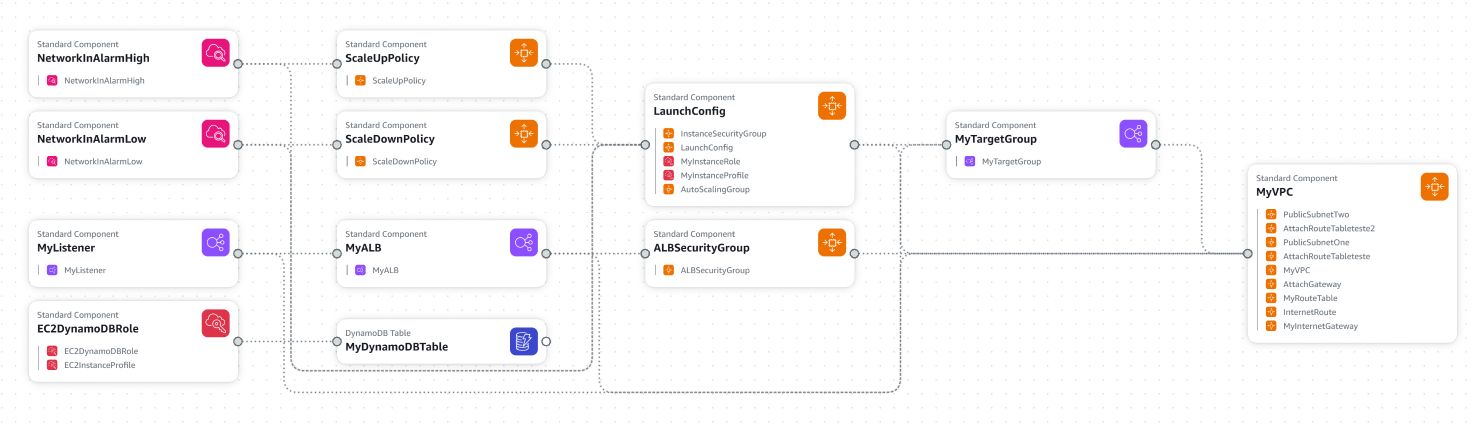 Standard Component
NetworkInAlarmHigh
NetworkInAlarmHigh
Standard Component
NetworkInAlarmLow
NetworkInAlarmLow
Standard Component
MyListener
MyListener
Standard Component
EC2DynamoDBRole
EC2DynamoDBRole
EC2InstanceProfile
Standard Component
ScaleUpPolicy
ScaleUpPolicy
Standard Component
ScaleDownPolicy
ScaleDownPolicy
Standard Component
MyALB
MyALB
DynamoDB Table
MyDynamoDBTable
Standard Component
LaunchConfig
InstanceSecurityGroup
LaunchConfig
MyInstanceRole
MyInstanceProfile
AutoScalingGroup
Standard Component
ALBSecurityGroup
ALBSecurityGroup
Standard Component
MyTargetGroup
MyTargetGroup
Standard Component
MyVPC
PublicSubnetTwo
AttachRouteTableteste2
PublicSubnetOne
AttachRouteTableteste
MyVPC
AttachGateway
MyRouteTable
InternetRoute
MyInternetGateway